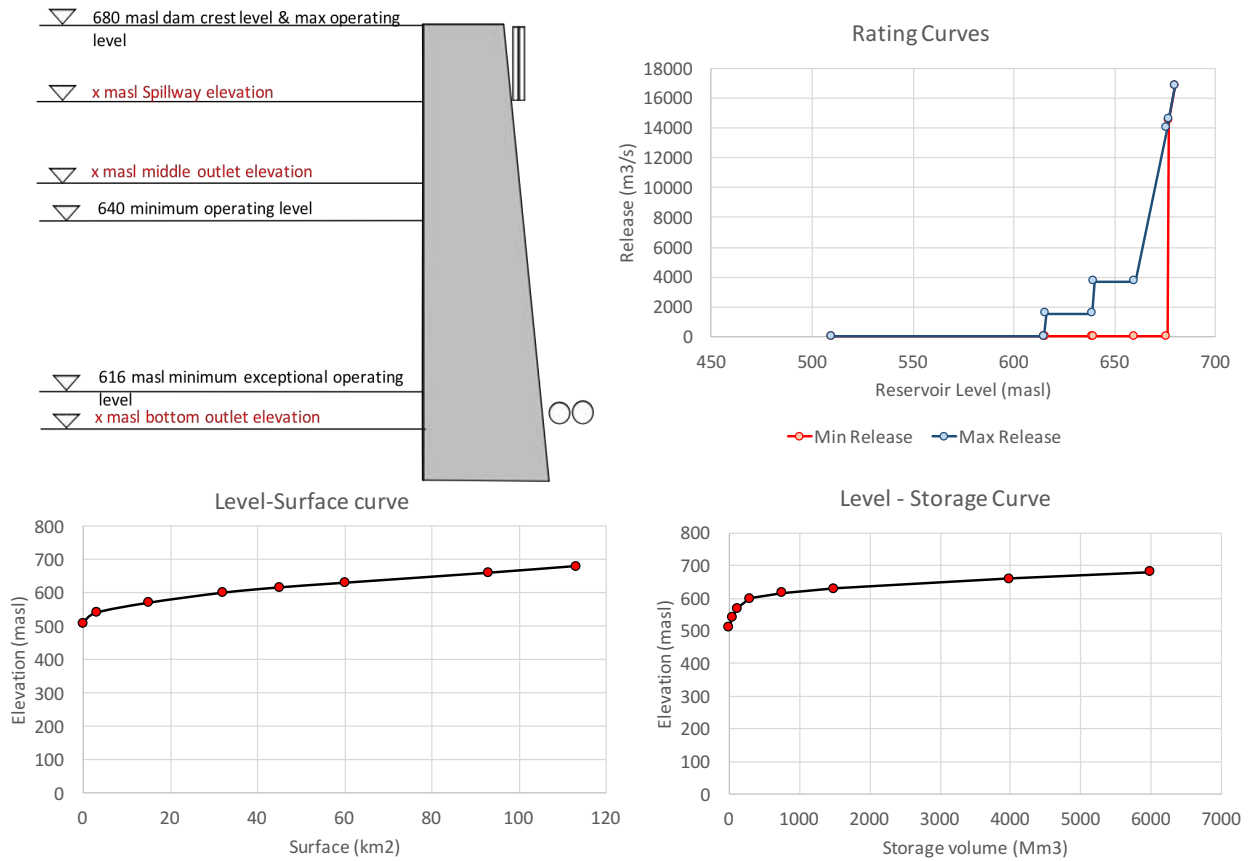 680 masl dam crest level & max operating
level
x masl Spillway elevation
x masl middle outlet elevation
640 minimum operating level
616 masl minimum exceptional operating
level
x masl bottom outlet elevation
Rating Curves
Release (m3/s)
18000
16000
14000
12000
10000
8000
6000
4000
2000
0
450 500 550 600 650 700
Reservoir Level (masl)
Min Release Max Release
Level-Surface curve
Elevation (masl)
800
700
600
500
400
300
200
100
0
0 20 40 60 80 100 120
Surface (km2)
Level - Storage Curve
Elevation (masl)
800
700
600
500
400
300
200
100
0
0 1000 2000 3000 4000 5000 6000 7000
Storage volume (Mm3)